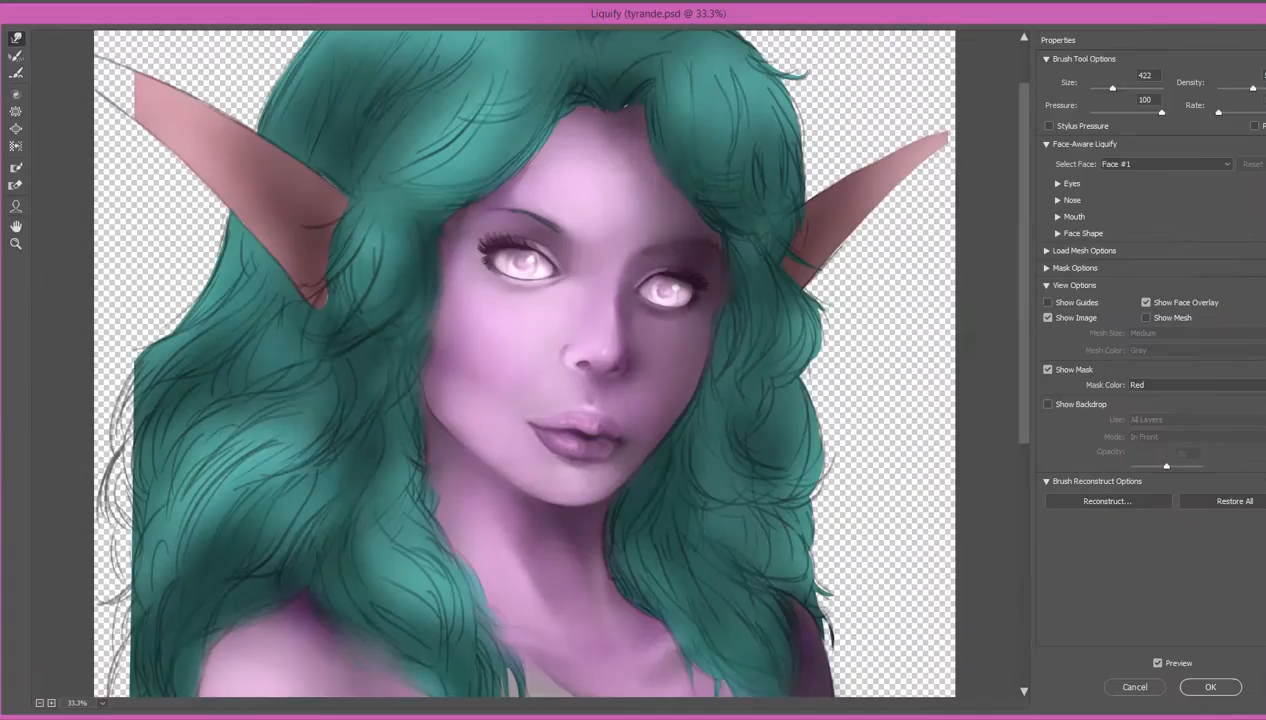 Liquify (tyrande.psd @ 33.3%)
Properties
Brush Tool Options
Size: 422 Density:
Pressure: 100 Rate:
Stylus Pressure
Face-Aware Liquify
Select Face: Face #1 Reset
Eyes
Nose
Mouth
Face Shape
Load Mesh Options
Mask Options
View Options
Show Guides Show Face Overlay
Show Image Show Mesh
Mesh Size: Medium
Mesh Color: Gray
Show Mask
Mask Color: Red
Show Backdrop
Use: All Layers
Mode: In Front
Opacity:
Brush Reconstruct Options
Reconstruct... Restore All
Preview
Cancel OK
33.3%